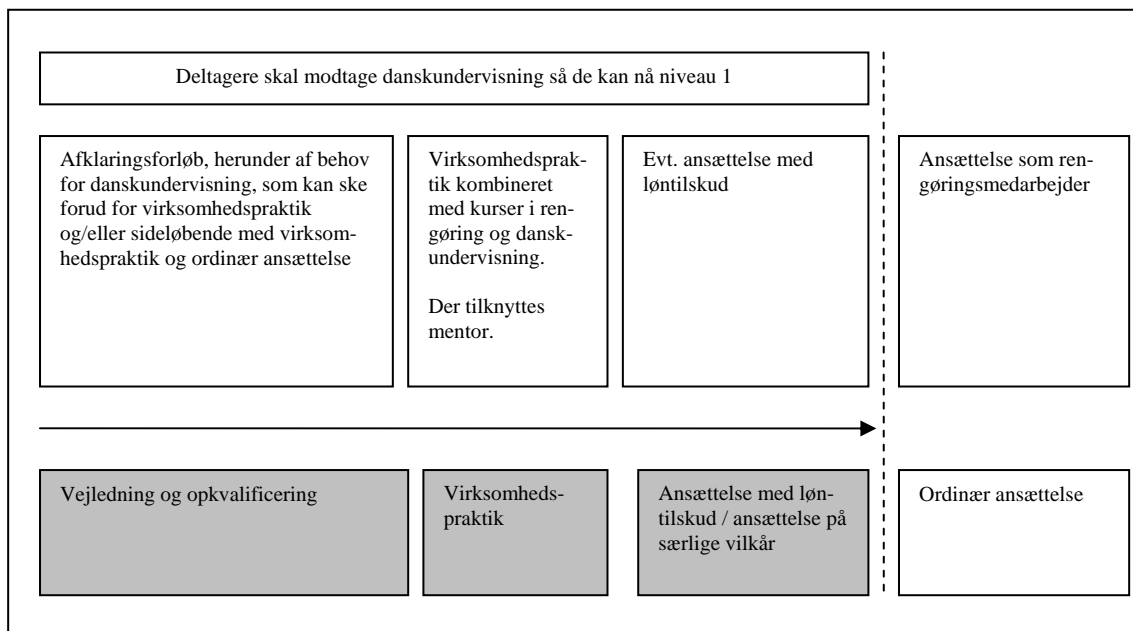 Deltagere skal modtage danskundervisning så de kan nå niveau 1
Afklaringsforløb, herunder af behov
for danskundervisning, som kan ske
forud for virksomhedspraktik
og/eller sideløbende med virksom-
hedspraktik og ordinær ansættelse
Virksomhedsprak-
tik kombineret
med kurser i ren-
gøring og dansk-
undervisning.
Der tilknyttes
mentor.
Evt. ansættelse med
løntilskud
Ansættelse som ren-
gøringsmedarbejder
Vejledning og opkvalificering
Virksomheds-
praktik
Ansættelse med løn-
tilskud / ansættelse på
særlige vilkår
Ordinær ansættelse